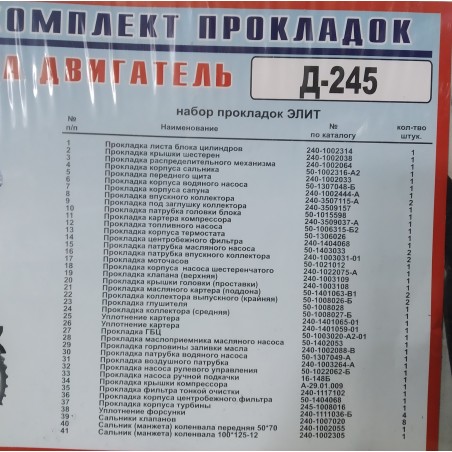 КОМПЛЕКТ ПРОКЛАДОК
А ДВИГАТЕЛЬ Д-245
набор прокладок ЭЛИТ
№ п/п Наименование № по каталогу кол-тво штук.
1 Прокладка листа блока цилиндров 240-1002314 1
2 Прокладка крышки шестерен 240-1002038 1
3 Прокладка распределительного механизма 240-1002064 1
4 Прокладка корпуса сальника 50-1002316-А2 1
5 Прокладка переднего щита 240-1002033 1
6 Прокладка корпуса водяного насоса 50-1307048-Б 1
7 Прокладка корпуса сапуна 240-1002444-А 1
8 Прокладка впускного коллектора 240-3507115-А 2
9 Прокладка под заглушку коллектора 240-3509157 1
10 Прокладка патрубка головки блока 50-1015598 1
11 Прокладка картера компрессора 240-3509037-А 1
12 Прокладка топливного насоса 50-1006315-Б2 1
13 Прокладка корпуса термостата 50-1306026 1
14 Прокладка центробежного фильтра 240-1404068 1
15 Прокладка патрубка масляного насоса 50-1403033 2
16 Прокладка патрубка впускного коллектора 240-1003031-01 1
17 Прокладка моточасов 50-1021012 1
18 Прокладка корпуса насоса шестеренчатого 240-1022075-А 1
19 Прокладка клапана (верхняя) 240-1003109 1
20 Прокладка крышки головки (проставки) 240-1003108 1
21 Прокладка масляного картера (поддона) 50-1401063-В1 1
22 Прокладка коллектора выпускного (крайняя) 50-1008026-Б 2
23 Прокладка глушителя 50-1008028 1
24 Прокладка коллектора (средняя) 50-1008027-Б 1
25 Уплотнение картера 240-1401065-01 1
26 Уплотнение картера 240-1401059-01 1
27 Прокладка ГБЦ 50-1003020-А2-01 1
28 Прокладка маслоприемника масляного насоса 50-1402053 1
29 Прокладка горловины заливки масла 240-1002088-В 1
30 Прокладка патрубка водяного насоса 50-1307049-А 1
31 Прокладка воздушного патрубка 240-1003264-А 1
32 Прокладка насоса рулевого управления 50-1022062-Б 1
33 Прокладка насоса ручной подкачки 16-148Б 1
34 Прокладка крышки компрессора А-29.01.009 1
35 Прокладка фильтра тонкой очистки 240-1117102 1
36 Прокладка корпуса центробежного фильтра 50-1404068 1
37 Прокладка корпуса турбины 245-1008016 1
38 Уплотнение форсунки 240-1111036-Б 4
39 Сальники клапанов 240-1007020 8
40 Сальник (манжета) коленвала передняя 50*70 240-1002055 1
41 Сальник (манжета) коленвала 100*125-12 240-1002305 1